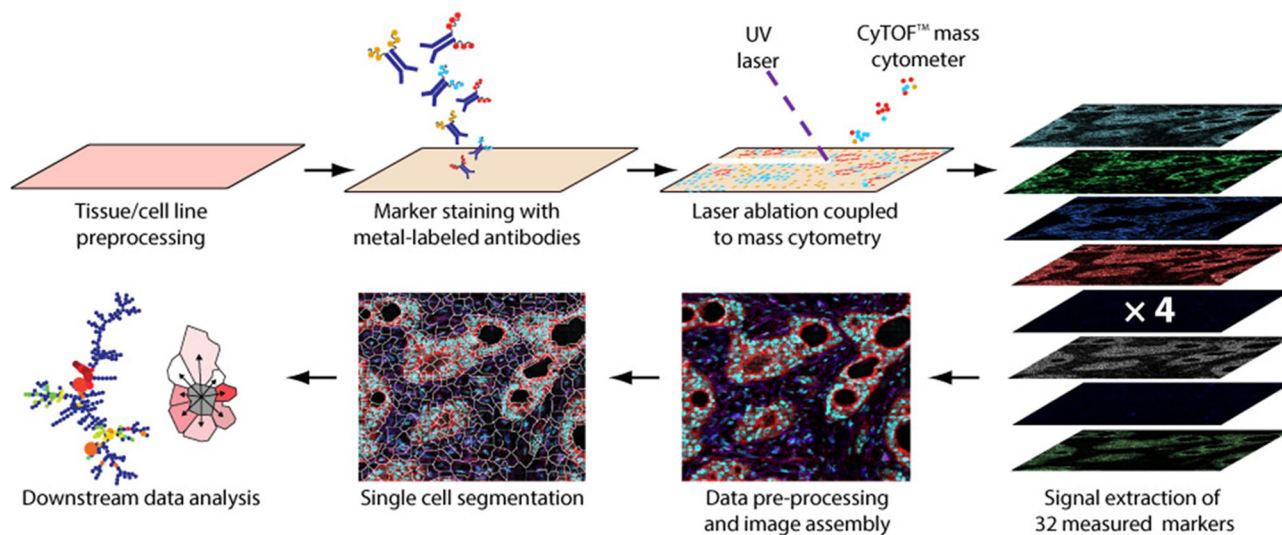 UV
laser
CyTOF™ mass
cytometer
Tissue/cell line
preprocessing
Marker staining with
metal-labeled antibodies
Laser ablation coupled
to mass cytometry
× 4
Signal extraction of
32 measured markers
Data pre-processing
and image assembly
Single cell segmentation
Downstream data analysis